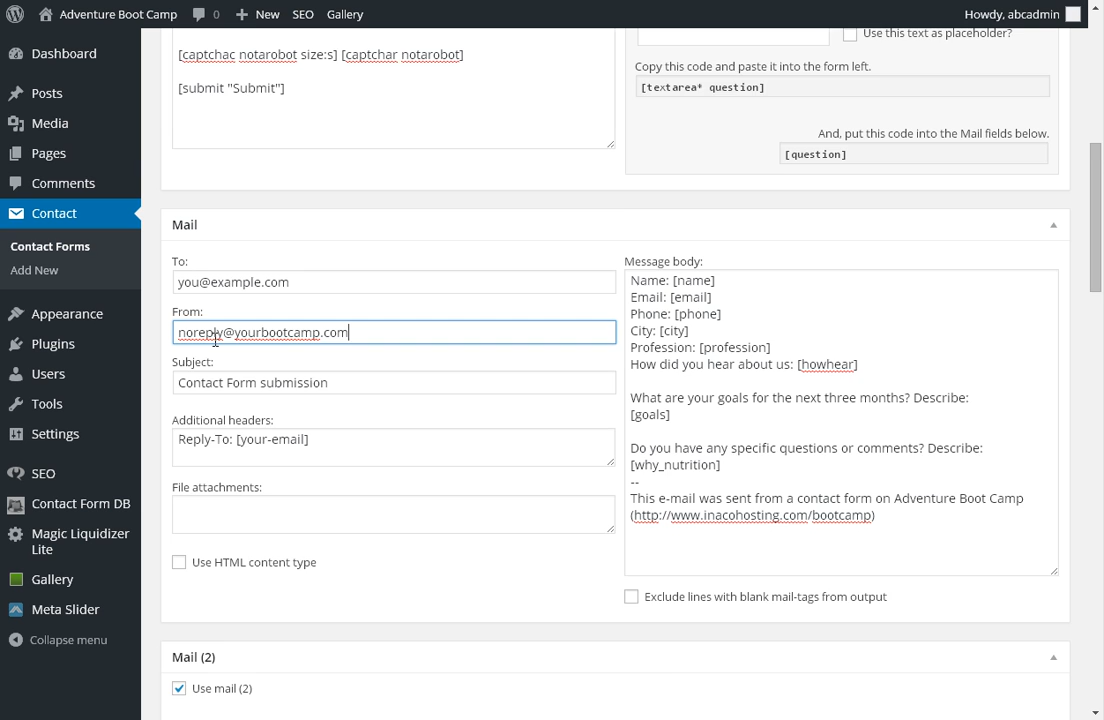 Adventure Boot Camp 0 New SEO Gallery Howdy, abcadmin
Dashboard
Posts
Media
Pages
Comments
Contact
Contact Forms
Add New
Appearance
Plugins
Users
Tools
Settings
SEO
Contact Form DB
Magic Liquidizer
Lite
Gallery
Meta Slider
Collapse menu
[captchac notarobot size:s] [captchar notarobot]
[submit "Submit"]
Use this text as placeholder?
Copy this code and paste it into the form left.
[textarea* question]
And, put this code into the Mail fields below.
[question]
Mail
To:
you@example.com
From:
noreply@yourbootcamp.com
Subject:
Contact Form submission
Additional headers:
Reply-To: [your-email]
File attachments:
Use HTML content type
Message body:
Name: [name]
Email: [email]
Phone: [phone]
City: [city]
Profession: [profession]
How did you hear about us: [howhear]
What are your goals for the next three months? Describe:
[goals]
Do you have any specific questions or comments? Describe:
[why_nutrition]
--
This e-mail was sent from a contact form on Adventure Boot Camp
(http://www.inacohosting.com/bootcamp)
Exclude lines with blank mail-tags from output
Mail (2)
Use mail (2)